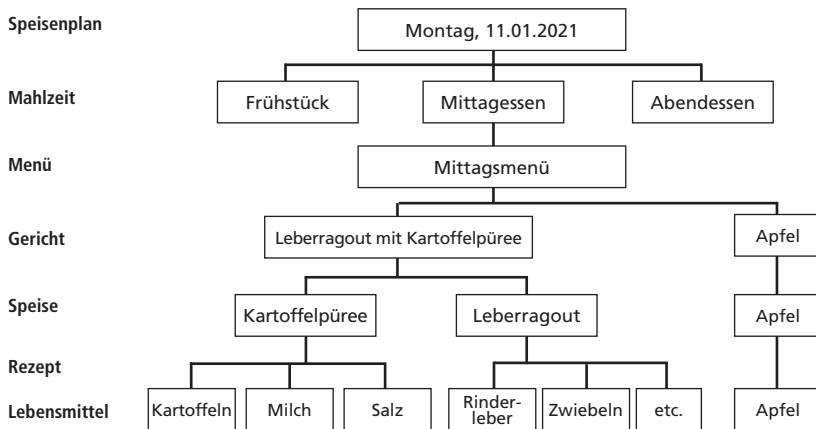 Speisenplan
Montag, 11.01.2021
Mahlzeit
Frühstück
Mittagessen
Abendessen
Menü
Mittagsmenü
Gericht
Leberragout mit Kartoffelpüree
Apfel
Speise
Kartoffelpüree
Leberragout
Apfel
Rezept
Lebensmittel
Kartoffeln
Milch
Salz
Rinder-
leber
Zwiebeln
etc.
Apfel